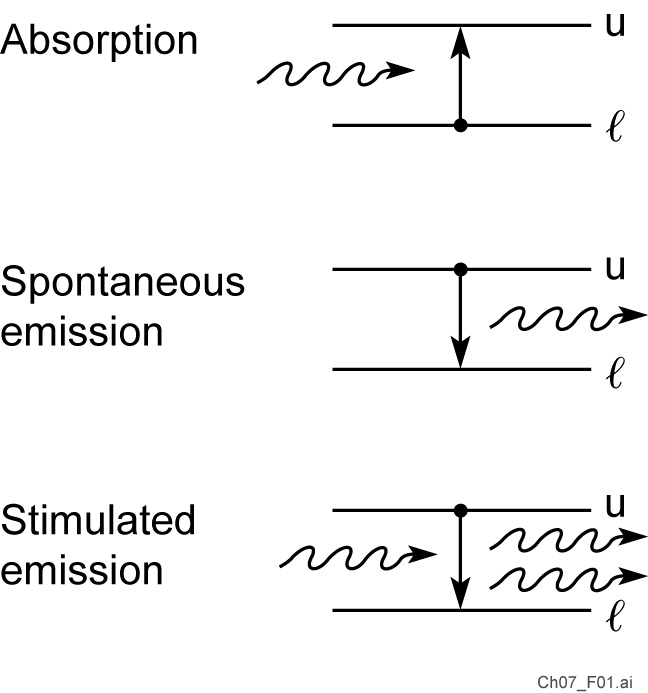 Absorption
u
ℓ
Spontaneous
emission
u
ℓ
Stimulated
emission
u
ℓ
Ch07_F01.ai